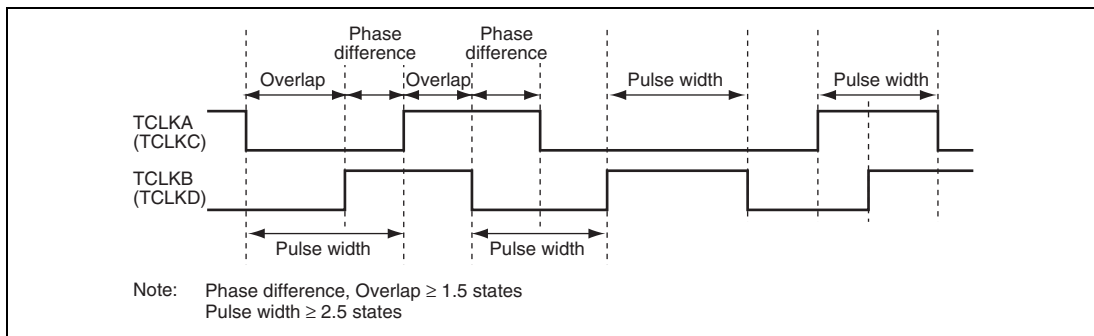 Phase difference
Phase difference
Overlap
Overlap
Pulse width
Pulse width
TCLKA
(TCLKC)
TCLKB
(TCLKD)
Pulse width
Pulse width
Note: Phase difference, Overlap ≥ 1.5 states
Pulse width ≥ 2.5 states